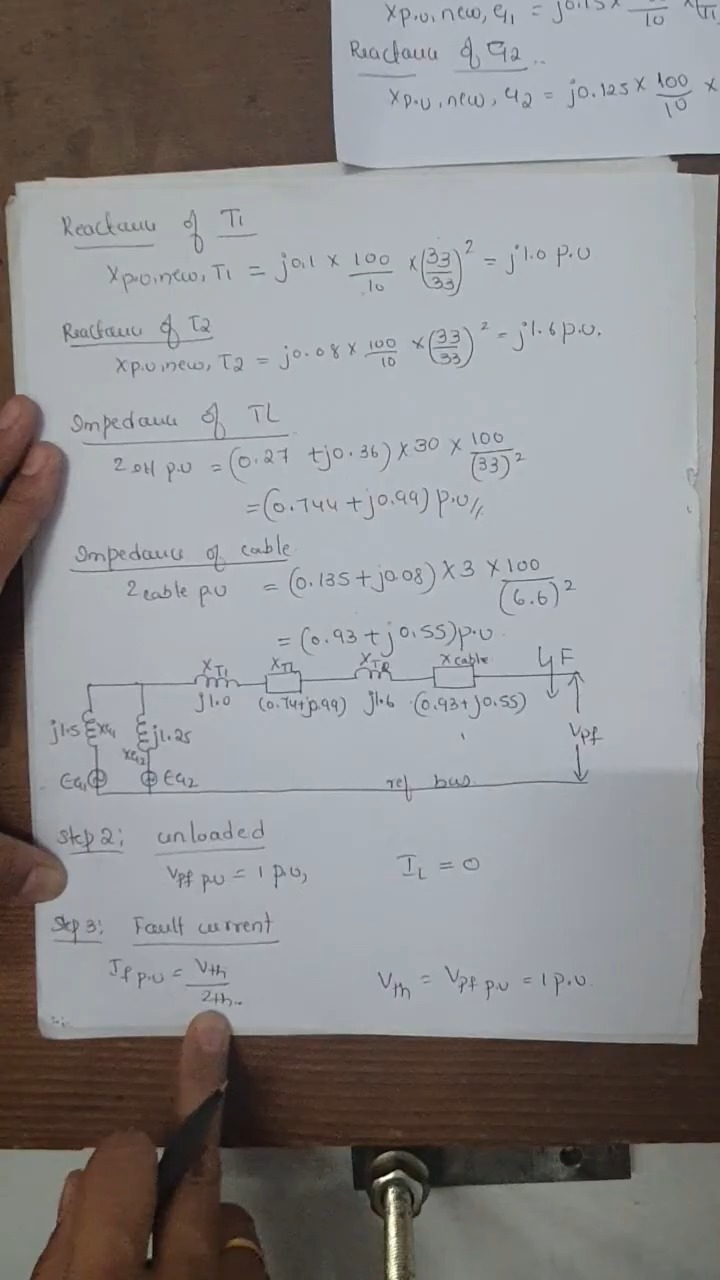 Xp.u, new, G1 = j0.15 ×
10
Reactance of G2
Xp.u, new, G2 = j0.125 × 100/10 ×
Reactance of T1
Xp.u, new, T1 = j0.1 × 100/10 × (33/33)² = j1.0 p.u
Reactance of T2
Xp.u, new, T2 = j0.08 × 100/10 × (33/33)² = j1.6 p.u.
Impedance of TL
Z OH p.u = (0.27 + j0.36) × 30 × 100/(33)²
= (0.744 + j0.99) p.u //
Impedance of cable
Z cable p.u = (0.135 + j0.08) × 3 × 100/(6.6)²
= (0.93 + j0.55) p.u.
XT1 XTL XT2 X cable F
j1.0 (0.74+j0.99) j1.6 (0.93+j0.55)
j1.5 XG1 XG2 j1.25 Vpf
EG1 EG2 ref bus
Step 2: unloaded
Vpf p.u = 1 p.u, IL = 0
Step 3: Fault current
If p.u = Vth/Zth Vth = Vpf p.u = 1 p.u.